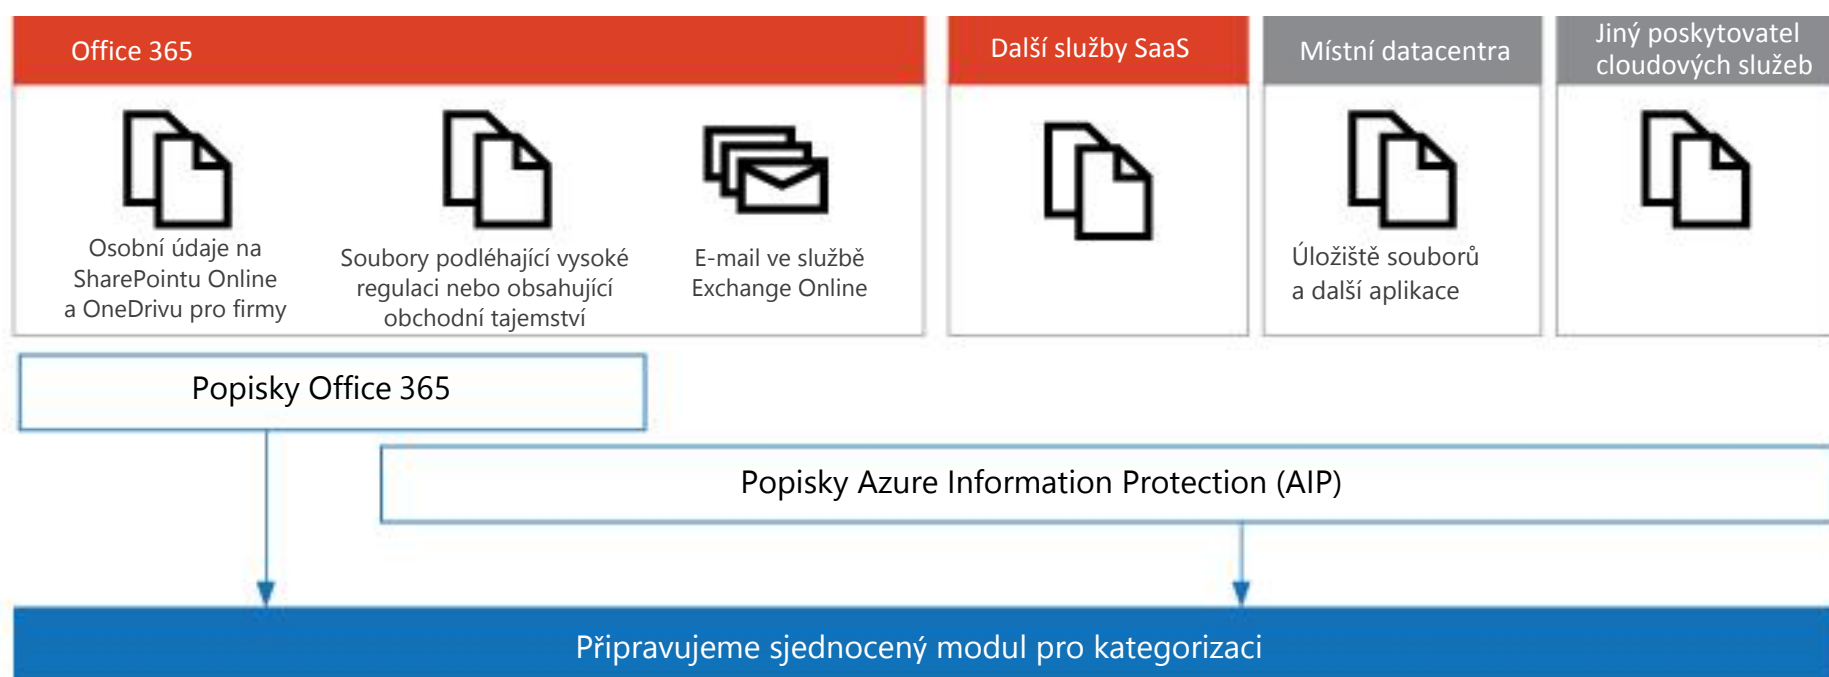 Office 365
Další služby SaaS
Místní datacentra
Jiný poskytovatel
cloudových služeb
Osobní údaje na
SharePointu Online
a OneDrivu pro firmy
Soubory podléhající vysoké
regulaci nebo obsahující
obchodní tajemství
E-mail ve službě
Exchange Online
Úložiště souborů
a další aplikace
Popisky Office 365
Popisky Azure Information Protection (AIP)
Připravujeme sjednocený modul pro kategorizaci